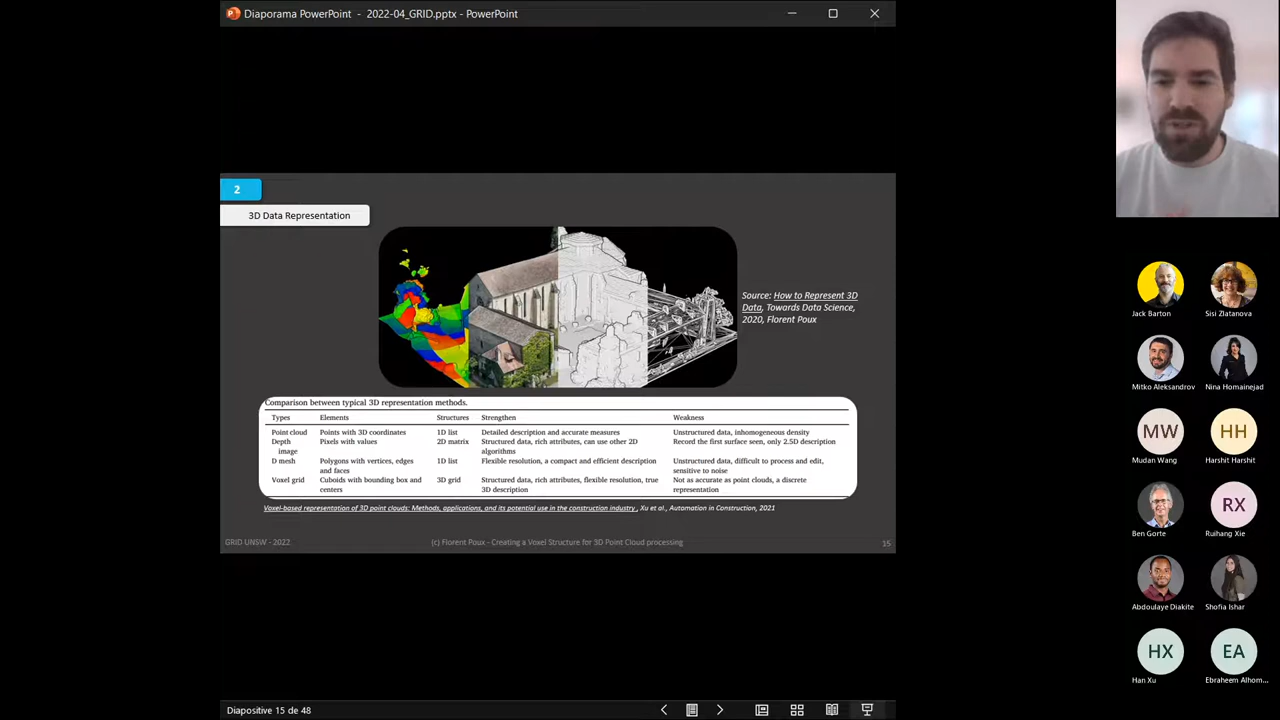 Diaporama PowerPoint - 2022-04_GRID.pptx - PowerPoint
2
3D Data Representation
Source: How to Represent 3D
Data, Towards Data Science,
2020, Florent Poux
Comparison between typical 3D representation methods.
Types Elements Structures Strengthen Weakness
Point cloud Points with 3D coordinates 1D list Detailed description and accurate measures Unstructured data, inhomogeneous density
Depth Pixels with values 2D matrix Structured data, rich attributes, can use other 2D Record the first surface seen, only 2.5D description
image algorithms
D mesh Polygons with vertices, edges 1D list Flexible resolution, a compact and efficient description Unstructured data, difficult to process and edit,
and faces sensitive to noise
Voxel grid Cuboids with bounding box and 3D grid Structured data, rich attributes, flexible resolution, true Not as accurate as point clouds, a discrete
centers 3D description representation
Voxel-based representation of 3D point clouds: Methods, applications, and its potential use in the construction industry , Xu et al., Automation in Construction, 2021
GRID UNSW - 2022 (c) Florent Poux - Creating a Voxel Structure for 3D Point Cloud processing 15
Diapositive 15 de 48
Jack Barton Sisi Zlatanova
Mitko Aleksandrov Nina Homainejad
MW HH
Mudan Wang Harshit Harshit
RX
Ben Gorte Ruihang Xie
Abdoulaye Diakite Shofia Ishar
HX EA
Han Xu Ebraheem Alhom...